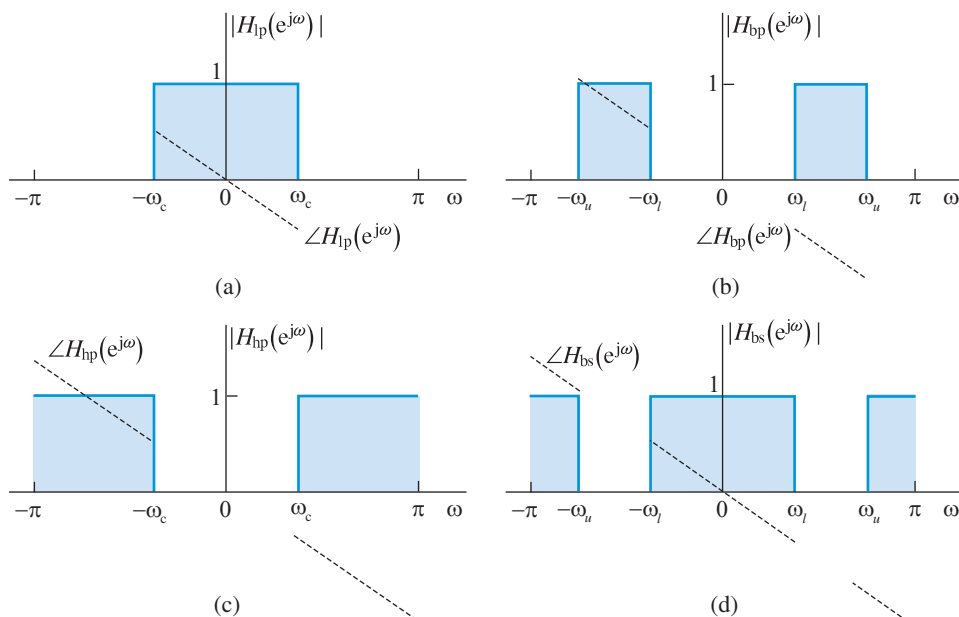 |H_lp(e^jω)|
1
−π −ω_c 0 ω_c π ω
∠H_lp(e^jω)
(a)
|H_bp(e^jω)|
1
−π −ω_u −ω_l 0 ω_l ω_u π ω
∠H_bp(e^jω)
(b)
|H_hp(e^jω)|
∠H_hp(e^jω)
1
−π −ω_c 0 ω_c π ω
(c)
|H_bs(e^jω)|
∠H_bs(e^jω)
1
−π −ω_u −ω_l 0 ω_l ω_u π ω
(d)